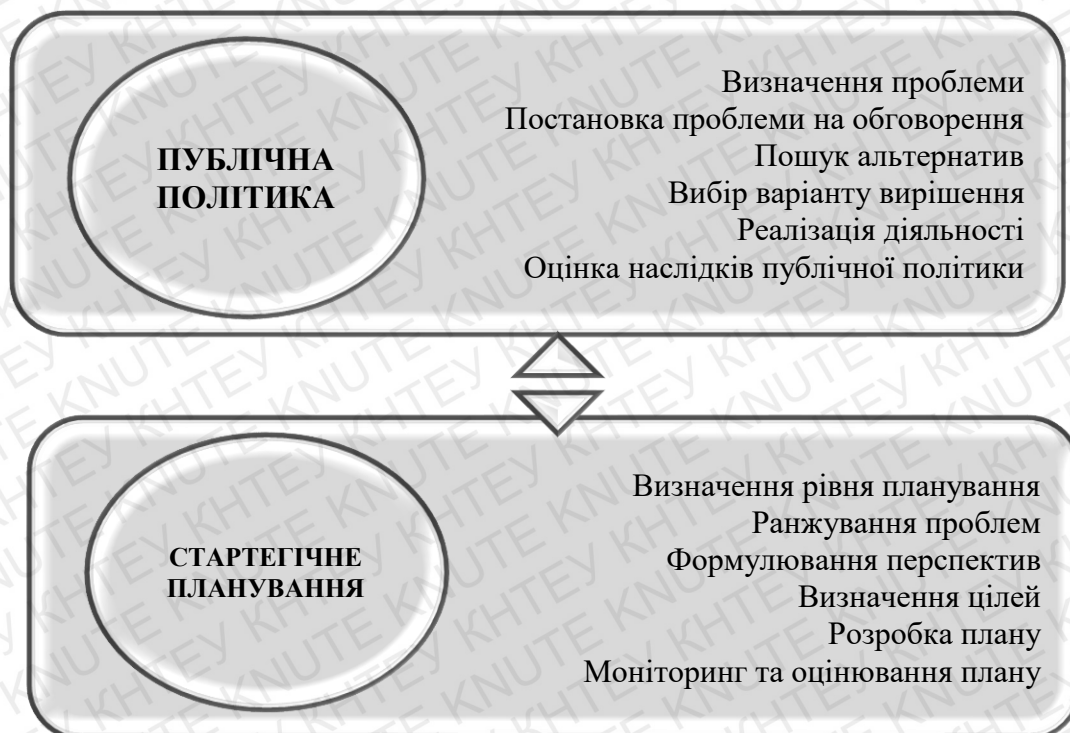 ПУБЛІЧНА
ПОЛІТИКА
Визначення проблеми
Постановка проблеми на обговорення
Пошук альтернатив
Вибір варіанту вирішення
Реалізація діяльності
Оцінка наслідків публічної політики
СТАРТЕГІЧНЕ
ПЛАНУВАННЯ
Визначення рівня планування
Ранжування проблем
Формулювання перспектив
Визначення цілей
Розробка плану
Моніторинг та оцінювання плану